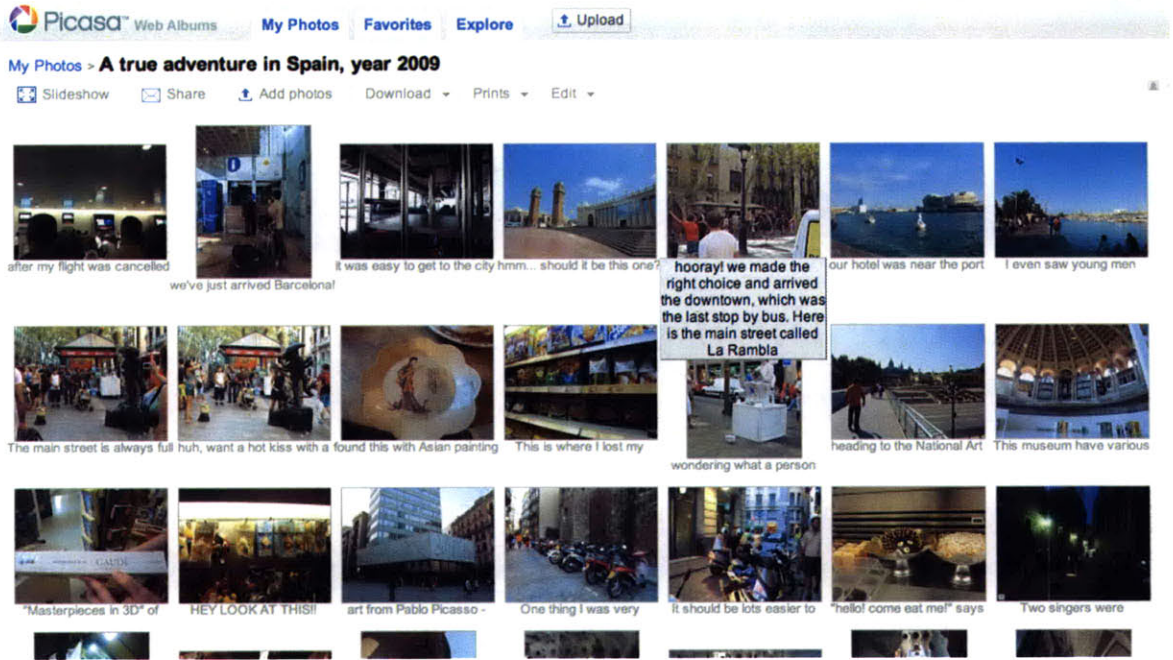 Picasa™ Web Albums My Photos Favorites Explore Upload
My Photos > A true adventure in Spain, year 2009
Slideshow Share Add photos Download Prints Edit
after my flight was cancelled
we've just arrived Barcelona!
it was easy to get to the city
hmm... should it be this one?
hooray! we made the
right choice and arrived
the downtown, which was
the last stop by bus. Here
is the main street called
La Rambla
our hotel was near the port
I even saw young men
The main street is always full
huh, want a hot kiss with a
found this with Asian painting
This is where I lost my
wondering what a person
heading to the National Art
This museum have various
GAUDI
"Masterpieces in 3D" of
HEY LOOK AT THIS!!
art from Pablo Picasso -
One thing I was very
It should be lots easier to
"hello! come eat me!" says
Two singers were